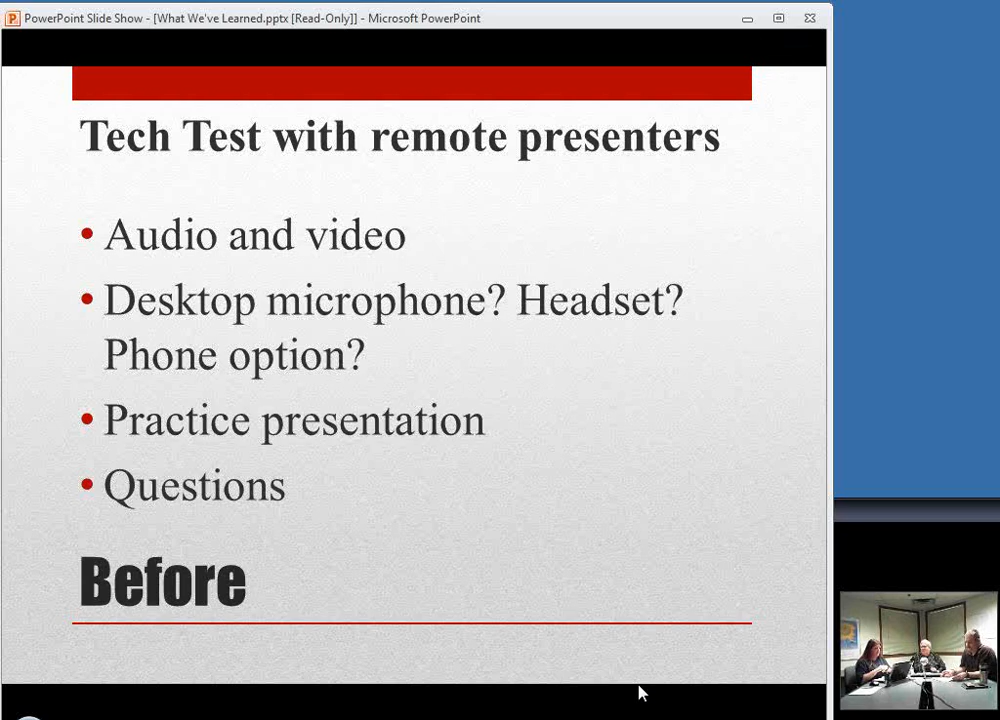 PowerPoint Slide Show - [What We've Learned.pptx [Read-Only]] - Microsoft PowerPoint
Tech Test with remote presenters
• Audio and video
• Desktop microphone? Headset?
Phone option?
• Practice presentation
• Questions
Before